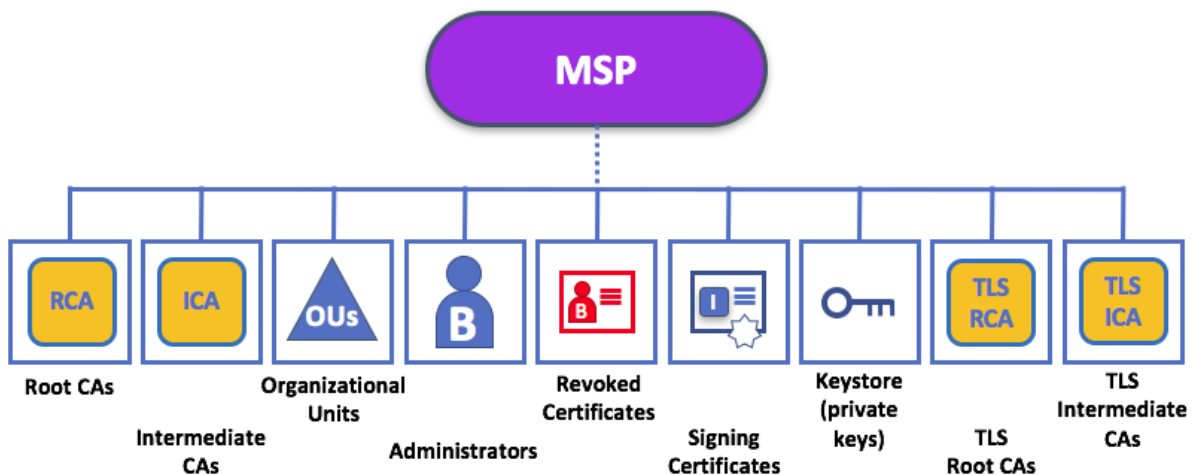 MSP
RCA
ICA
OUs
B
B
I
TLS
RCA
TLS
ICA
Root CAs
Intermediate
CAs
Organizational
Units
Administrators
Revoked
Certificates
Signing
Certificates
Keystore
(private
keys)
TLS
Root CAs
TLS
Intermediate
CAs